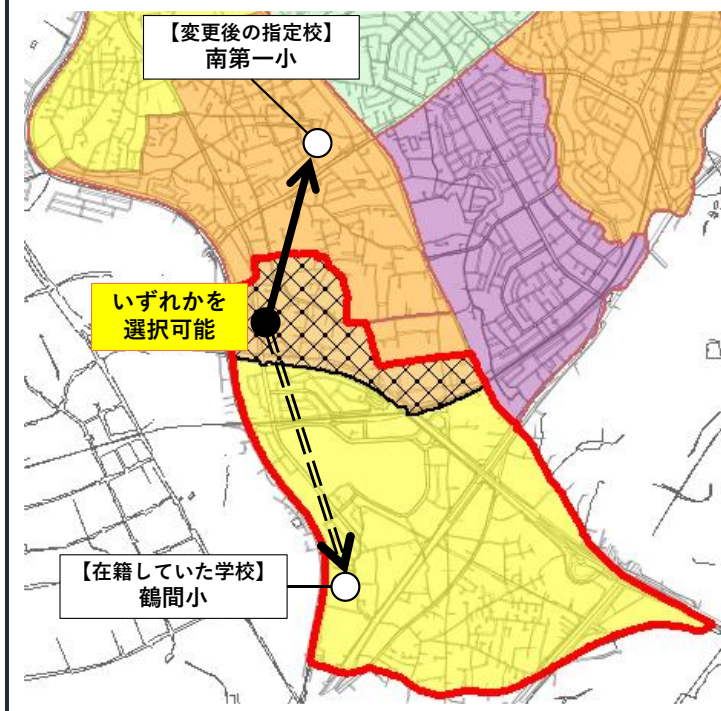 【変更後の指定校】
南第一小
いずれかを
選択可能
【在籍していた学校】
鶴間小